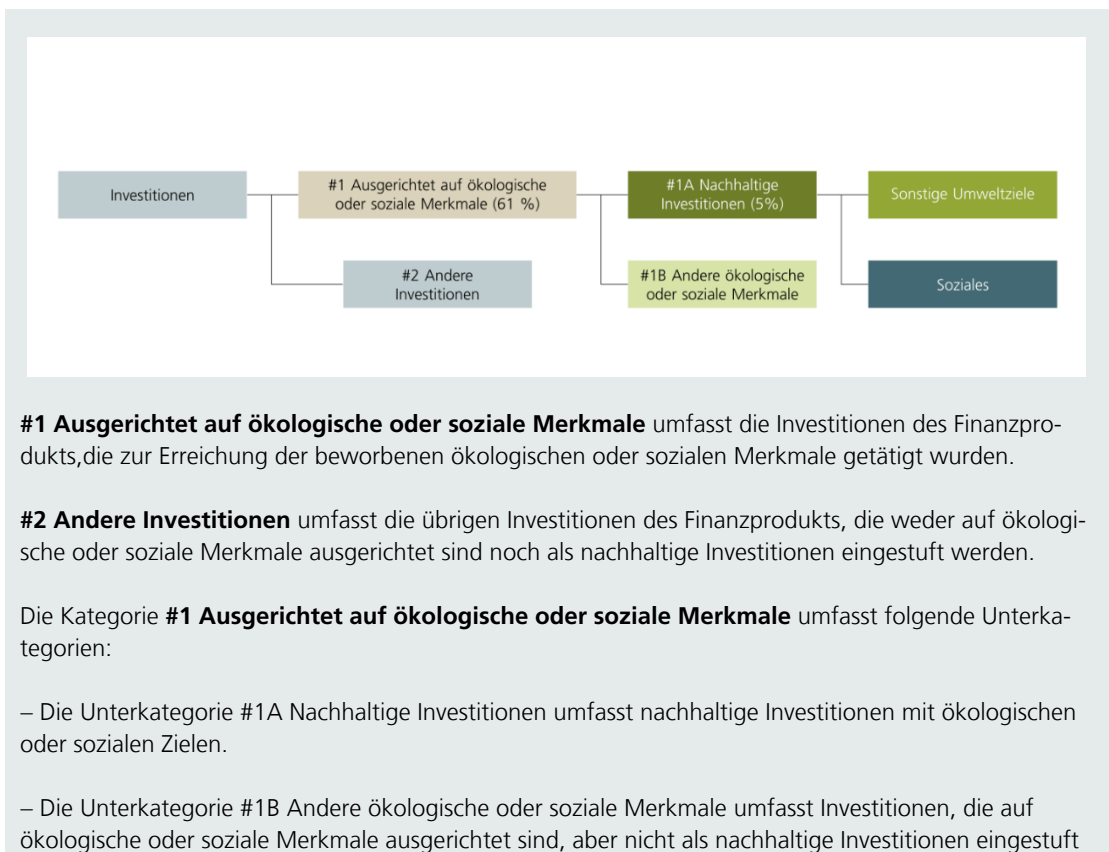 Investitionen
#1 Ausgerichtet auf ökologische
oder soziale Merkmale (61 %)
#1A Nachhaltige
Investitionen (5%)
Sonstige Umweltziele
#2 Andere
Investitionen
#1B Andere ökologische
oder soziale Merkmale
Soziales
#1 Ausgerichtet auf ökologische oder soziale Merkmale umfasst die Investitionen des Finanzpro-
dukts,die zur Erreichung der beworbenen ökologischen oder sozialen Merkmale getätigt wurden.
#2 Andere Investitionen umfasst die übrigen Investitionen des Finanzprodukts, die weder auf ökologi-
sche oder soziale Merkmale ausgerichtet sind noch als nachhaltige Investitionen eingestuft werden.
Die Kategorie #1 Ausgerichtet auf ökologische oder soziale Merkmale umfasst folgende Unterka-
tegorien:
– Die Unterkategorie #1A Nachhaltige Investitionen umfasst nachhaltige Investitionen mit ökologischen
oder sozialen Zielen.
– Die Unterkategorie #1B Andere ökologische oder soziale Merkmale umfasst Investitionen, die auf
ökologische oder soziale Merkmale ausgerichtet sind, aber nicht als nachhaltige Investitionen eingestuft